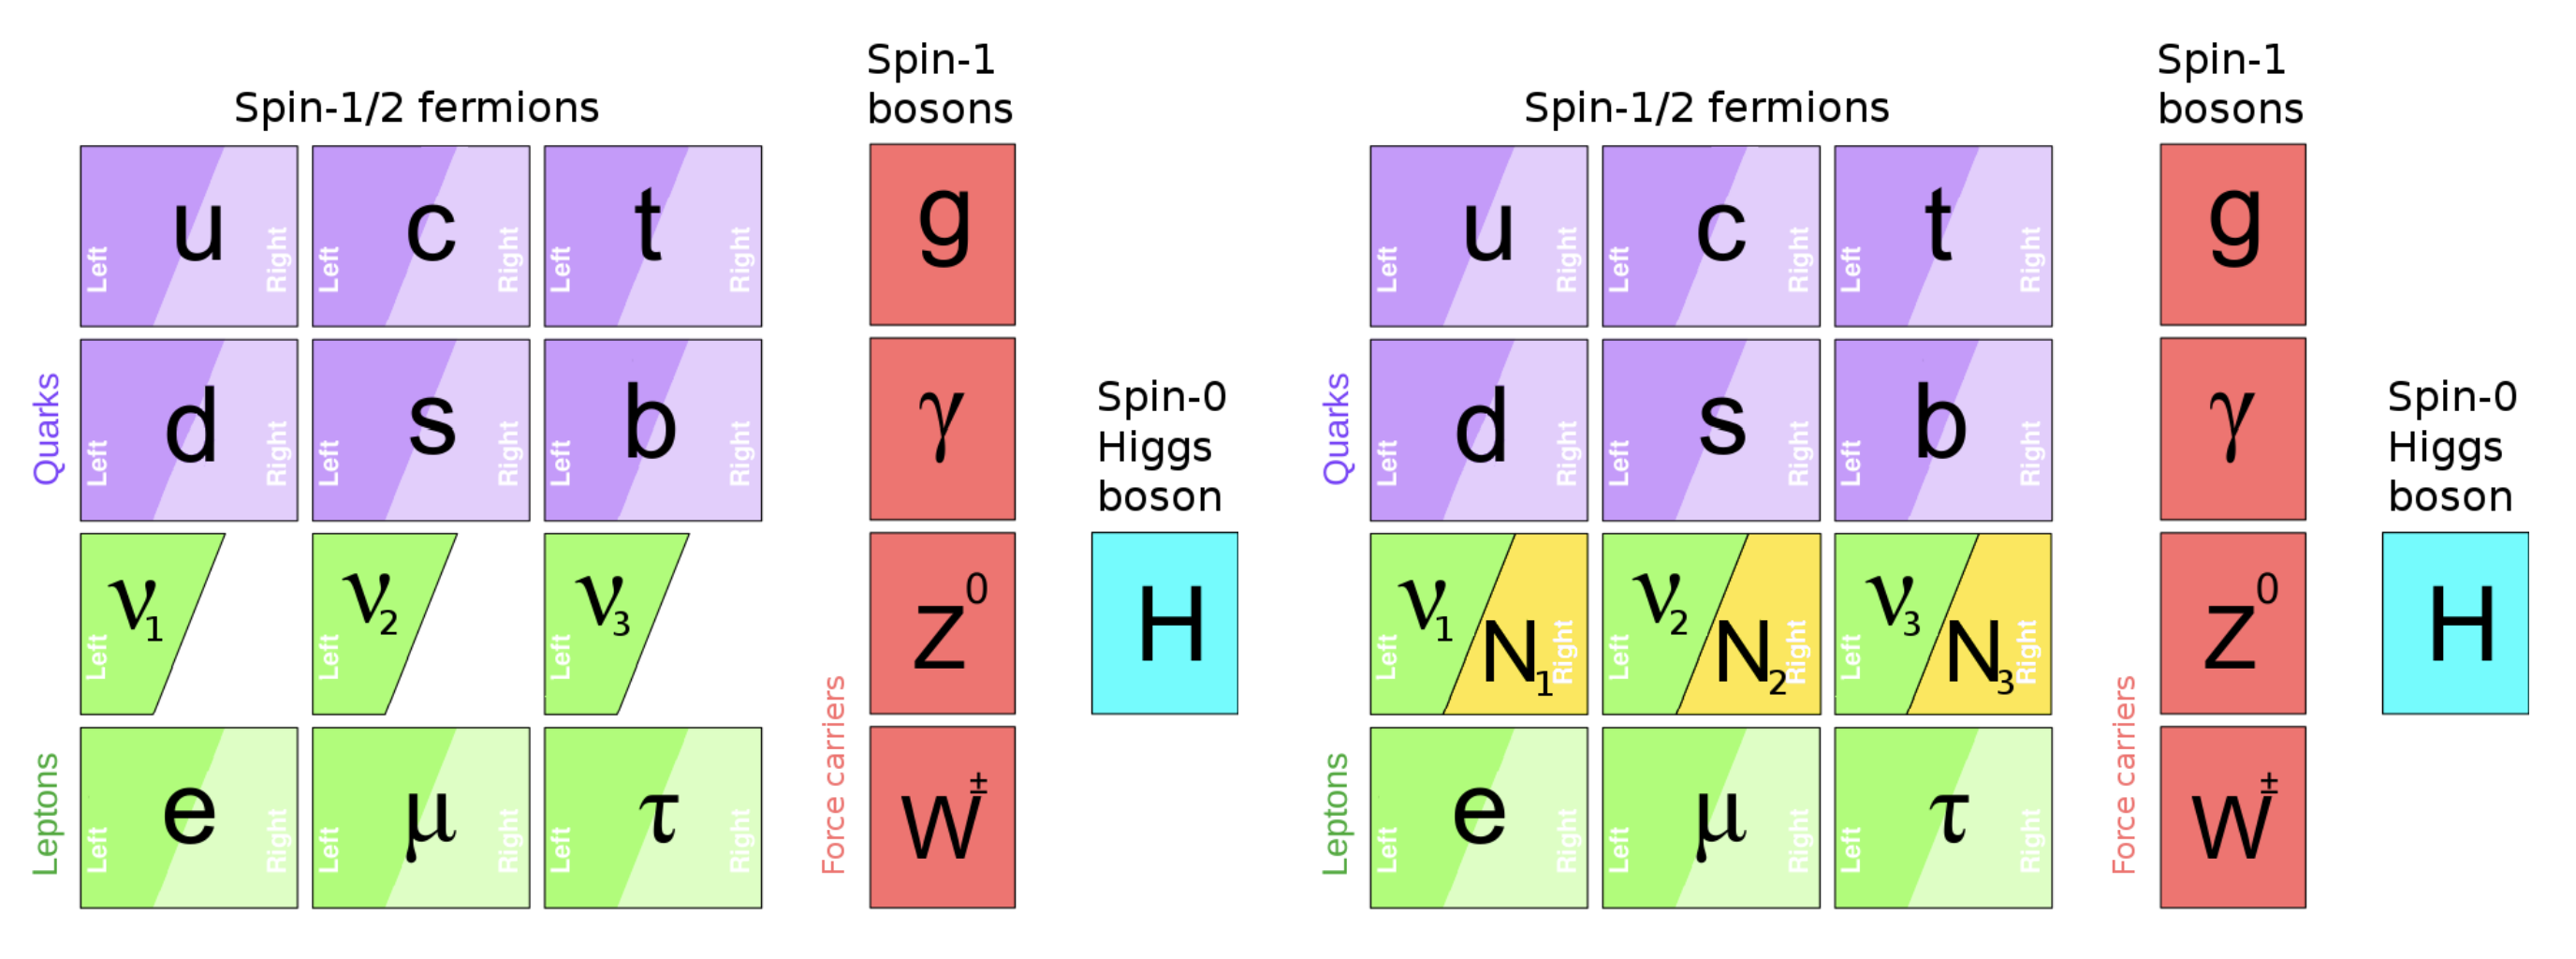 Spin-1/2 fermions
Spin-1
bosons
Quarks
Left u Right
Left c Right
Left t Right
g
Left d Right
Left s Right
Left b Right
γ
Spin-0
Higgs
boson
Leptons
Left ν1
Left ν2
Left ν3
Z0
H
Left e Right
Left μ Right
Left τ Right
Force carriers
W±
Spin-1/2 fermions
Spin-1
bosons
Quarks
Left u Right
Left c Right
Left t Right
g
Left d Right
Left s Right
Left b Right
γ
Spin-0
Higgs
boson
Leptons
Left ν1 N1 Right
Left ν2 N2 Right
Left ν3 N3 Right
Z0
H
Left e Right
Left μ Right
Left τ Right
Force carriers
W±